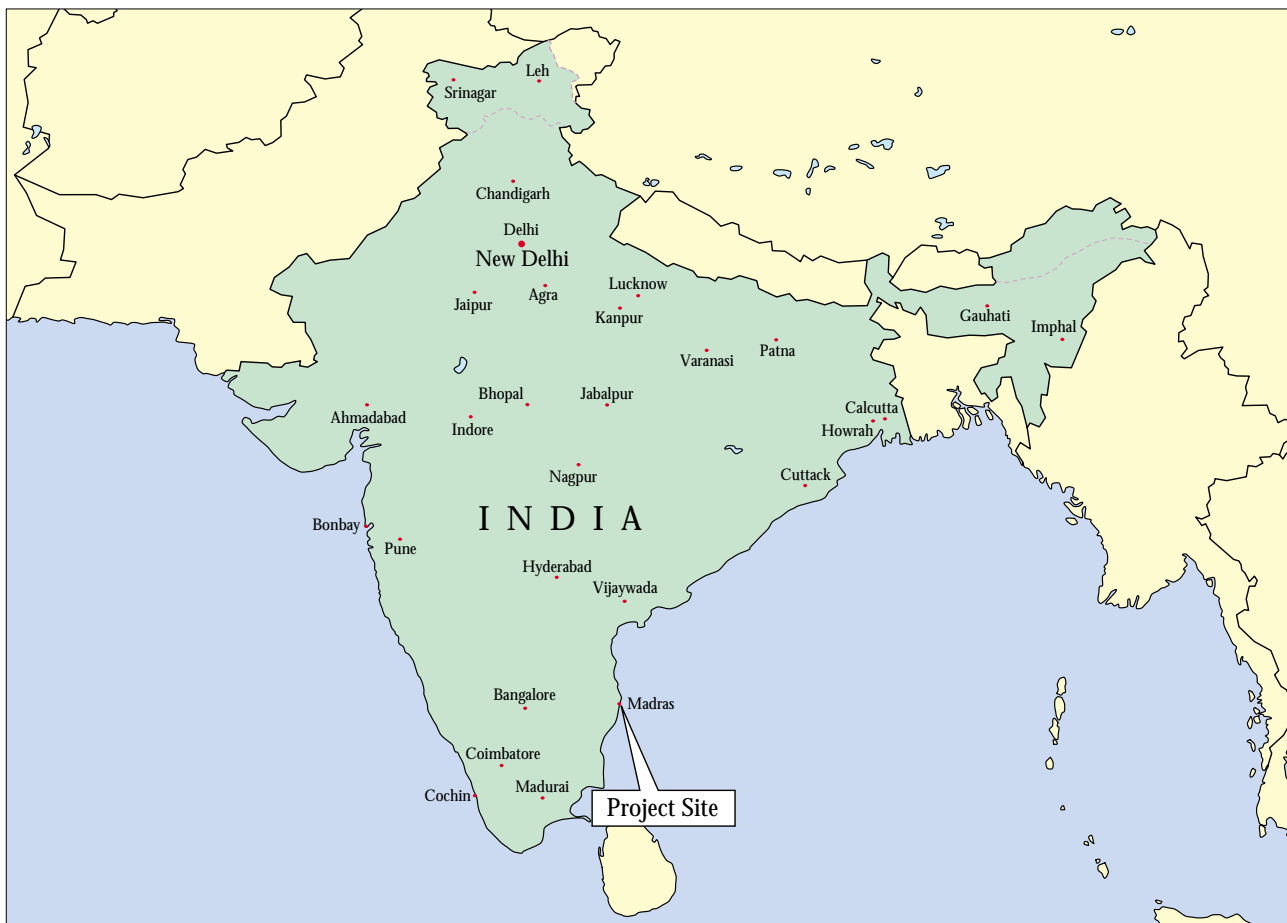 Leh
Srinagar
Chandigarh
Delhi
New Delhi
Lucknow
Agra
Jaipur
Kanpur
Gauhati
Imphal
Varanasi
Patna
Bhopal
Jabalpur
Ahmadabad
Indore
Calcutta
Howrah
Nagpur
Cuttack
INDIA
Bonbay
Pune
Hyderabad
Vijaywada
Bangalore
Madras
Coimbatore
Cochin
Madurai
Project Site